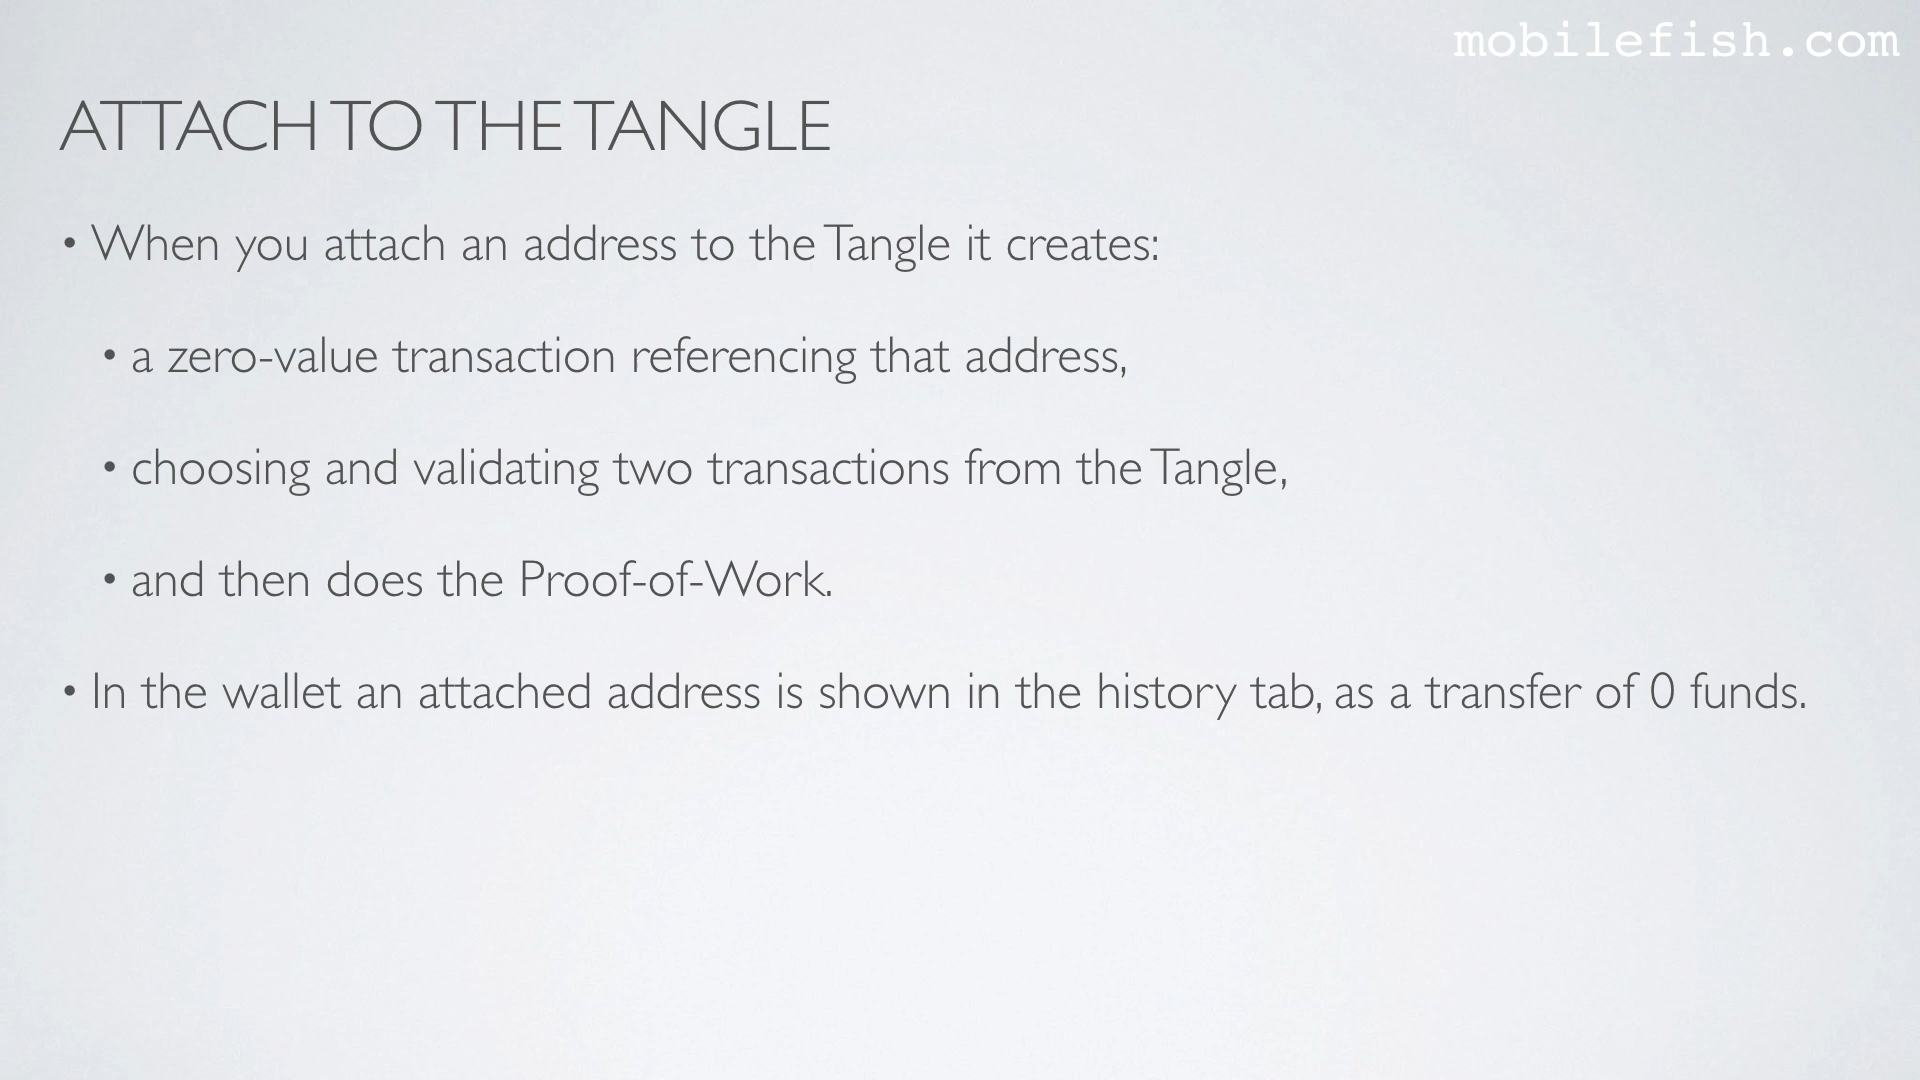 mobilefish.com
ATTACH TO THE TANGLE
• When you attach an address to the Tangle it creates:
• a zero-value transaction referencing that address,
• choosing and validating two transactions from the Tangle,
• and then does the Proof-of-Work.
• In the wallet an attached address is shown in the history tab, as a transfer of 0 funds.